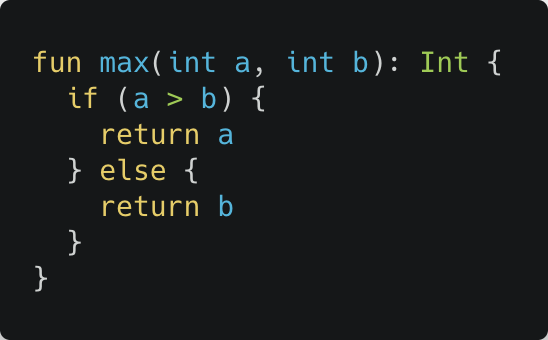 fun max(int a, int b): Int {
  if (a > b) {
    return a
  } else {
    return b
  }
}